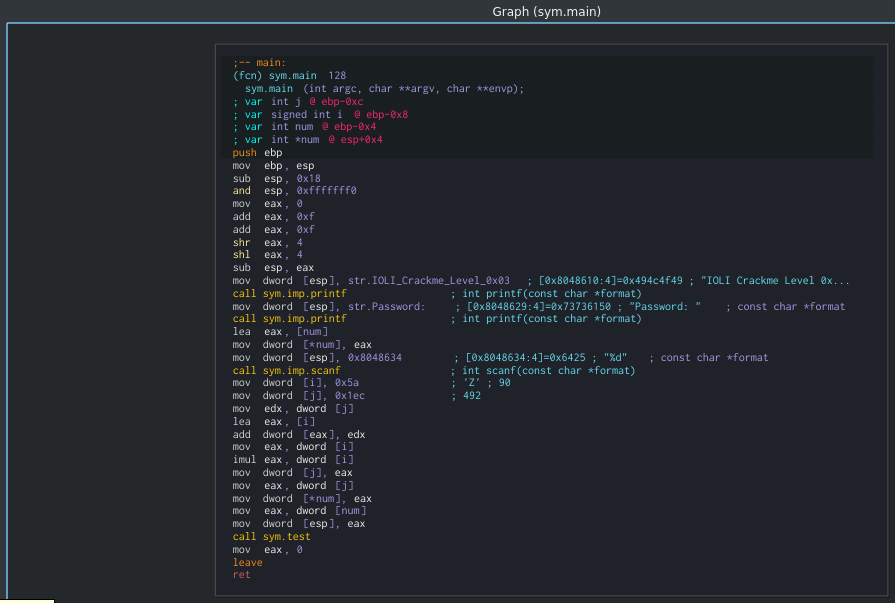 Graph (sym.main)
;-- main:
(fcn) sym.main 128
sym.main (int argc, char **argv, char **envp);
; var int j @ ebp-0xc
; var signed int i @ ebp-0x8
; var int num @ ebp-0x4
; var int *num @ esp+0x4
push ebp
mov ebp, esp
sub esp, 0x18
and esp, 0xfffffff0
mov eax, 0
add eax, 0xf
add eax, 0xf
shr eax, 4
shl eax, 4
sub esp, eax
mov dword [esp], str.IOLI_Crackme_Level_0x03 ; [0x8048610:4]=0x494c4f49 ; "IOLI Crackme Level 0x...
call sym.imp.printf ; int printf(const char *format)
mov dword [esp], str.Password: ; [0x8048629:4]=0x73736150 ; "Password: " ; const char *format
call sym.imp.printf ; int printf(const char *format)
lea eax, [num]
mov dword [*num], eax
mov dword [esp], 0x8048634 ; [0x8048634:4]=0x6425 ; "%d" ; const char *format
call sym.imp.scanf ; int scanf(const char *format)
mov dword [i], 0x5a ; 'Z' ; 90
mov dword [j], 0x1ec ; 492
mov edx, dword [j]
lea eax, [i]
add dword [eax], edx
mov eax, dword [i]
imul eax, dword [i]
mov dword [j], eax
mov eax, dword [j]
mov dword [*num], eax
mov eax, dword [num]
mov dword [esp], eax
call sym.test
mov eax, 0
leave
ret